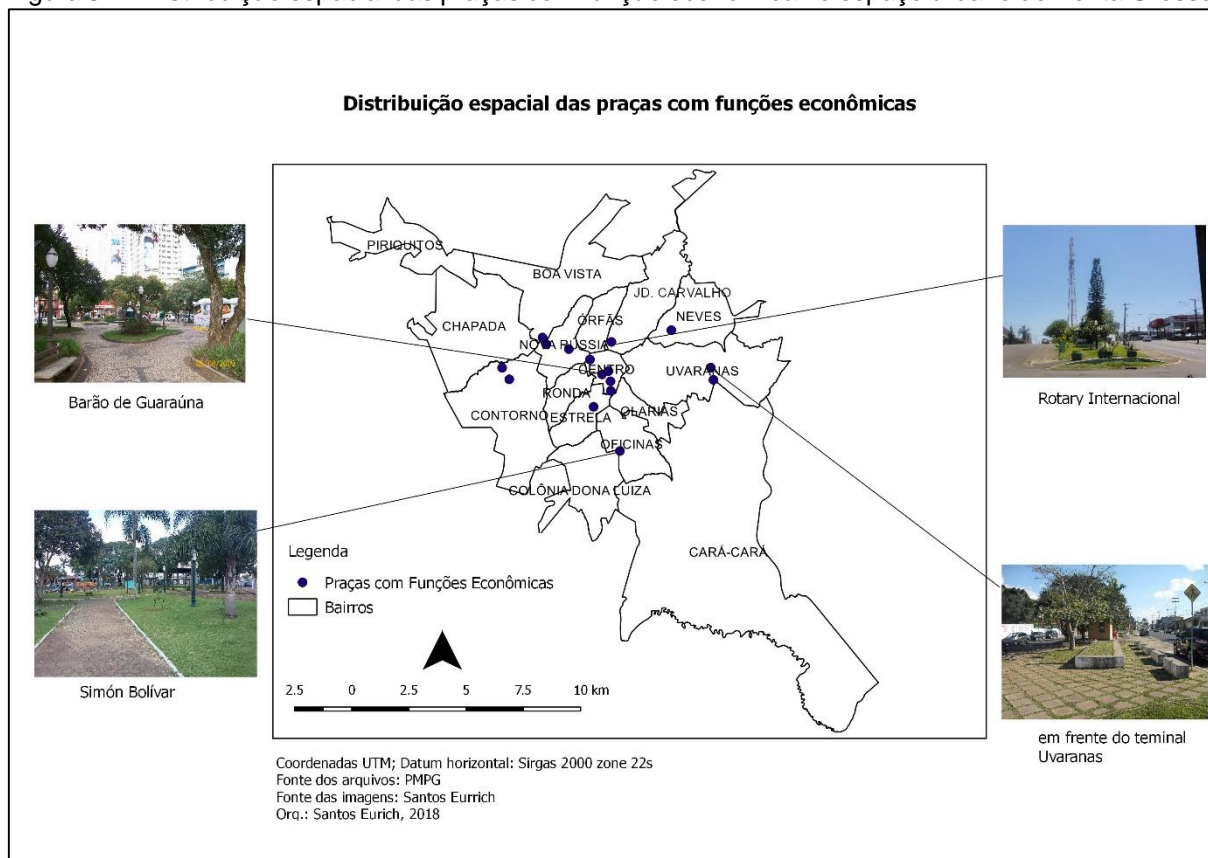 Distribuição espacial das praças com funções econômicas
PIRIQUITOS
BOA VISTA
JD. CARVALHO
NEVES
ÓRFÃS
CHAPADA
NOVA RÚSSIA
CENTRO
UVARANAS
RONDA
CONTORNO
ESTRELA
OLARIAS
OFICINAS
COLÔNIA DONA LUIZA
CARÁ-CARÁ
Barão de Guaraúna
Rotary Internacional
Simón Bolívar
em frente do teminal
Uvaranas
Legenda
Praças com Funções Econômicas
Bairros
2.5 0 2.5 5 7.5 10 km
Coordenadas UTM; Datum horizontal: Sirgas 2000 zone 22s
Fonte dos arquivos: PMPG
Fonte das imagens: Santos Eurrich
Org.: Santos Eurich, 2018